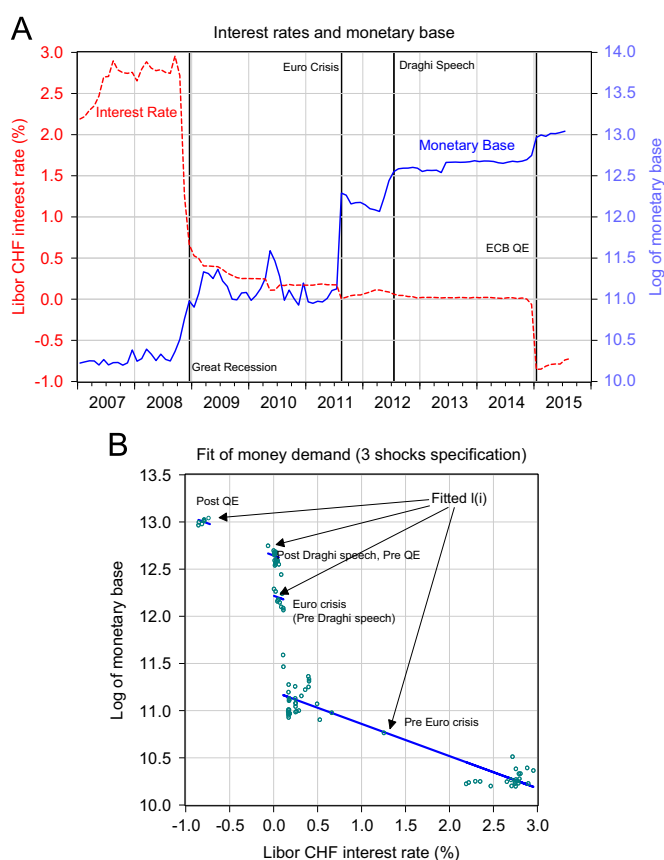 A
Interest rates and monetary base
3.0
2.5
2.0
1.5
1.0
0.5
0.0
-0.5
-1.0
Libor CHF interest rate (%)
14.0
13.5
13.0
12.5
12.0
11.5
11.0
10.5
10.0
Log of monetary base
Euro Crisis
Draghi Speech
Interest Rate
Monetary Base
ECB QE
Great Recession
2007 2008 2009 2010 2011 2012 2013 2014 2015
B
Fit of money demand (3 shocks specification)
13.5
13.0
12.5
12.0
11.5
11.0
10.5
10.0
Log of monetary base
Post QE
Fitted l(i)
Post Draghi speech, Pre QE
Euro crisis
(Pre Draghi speech)
Pre Euro crisis
-1.0 -0.5 0.0 0.5 1.0 1.5 2.0 2.5 3.0
Libor CHF interest rate (%)